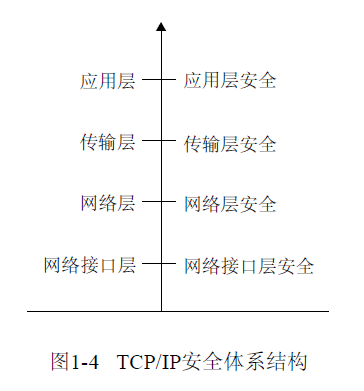 应用层 应用层安全
传输层 传输层安全
网络层 网络层安全
网络接口层 网络接口层安全
图1-4 TCP/IP安全体系结构